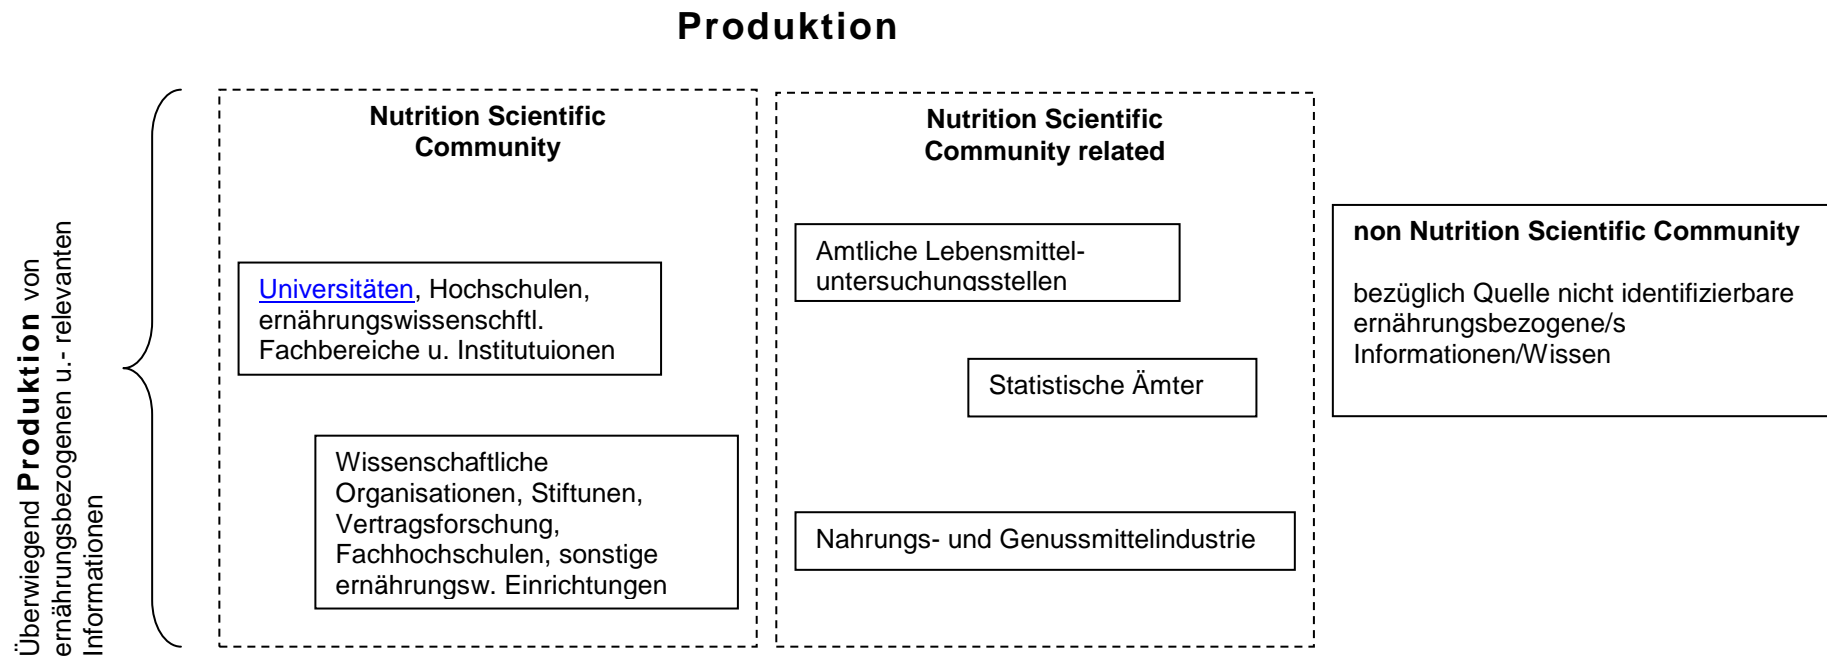 Produktion
Überwiegend Produktion von
ernährungsbezogenen u.- relevanten
Informationen
Nutrition Scientific
Community
Universitäten, Hochschulen,
ernährungswissenschftl.
Fachbereiche u. Institutuionen
Wissenschaftliche
Organisationen, Stiftunen,
Vertragsforschung,
Fachhochschulen, sonstige
ernährungsw. Einrichtungen
Nutrition Scientific
Community related
Amtliche Lebensmittel-
untersuchungsstellen
Statistische Ämter
Nahrungs- und Genussmittelindustrie
non Nutrition Scientific Community
bezüglich Quelle nicht identifizierbare
ernährungsbezogene/s
Informationen/Wissen